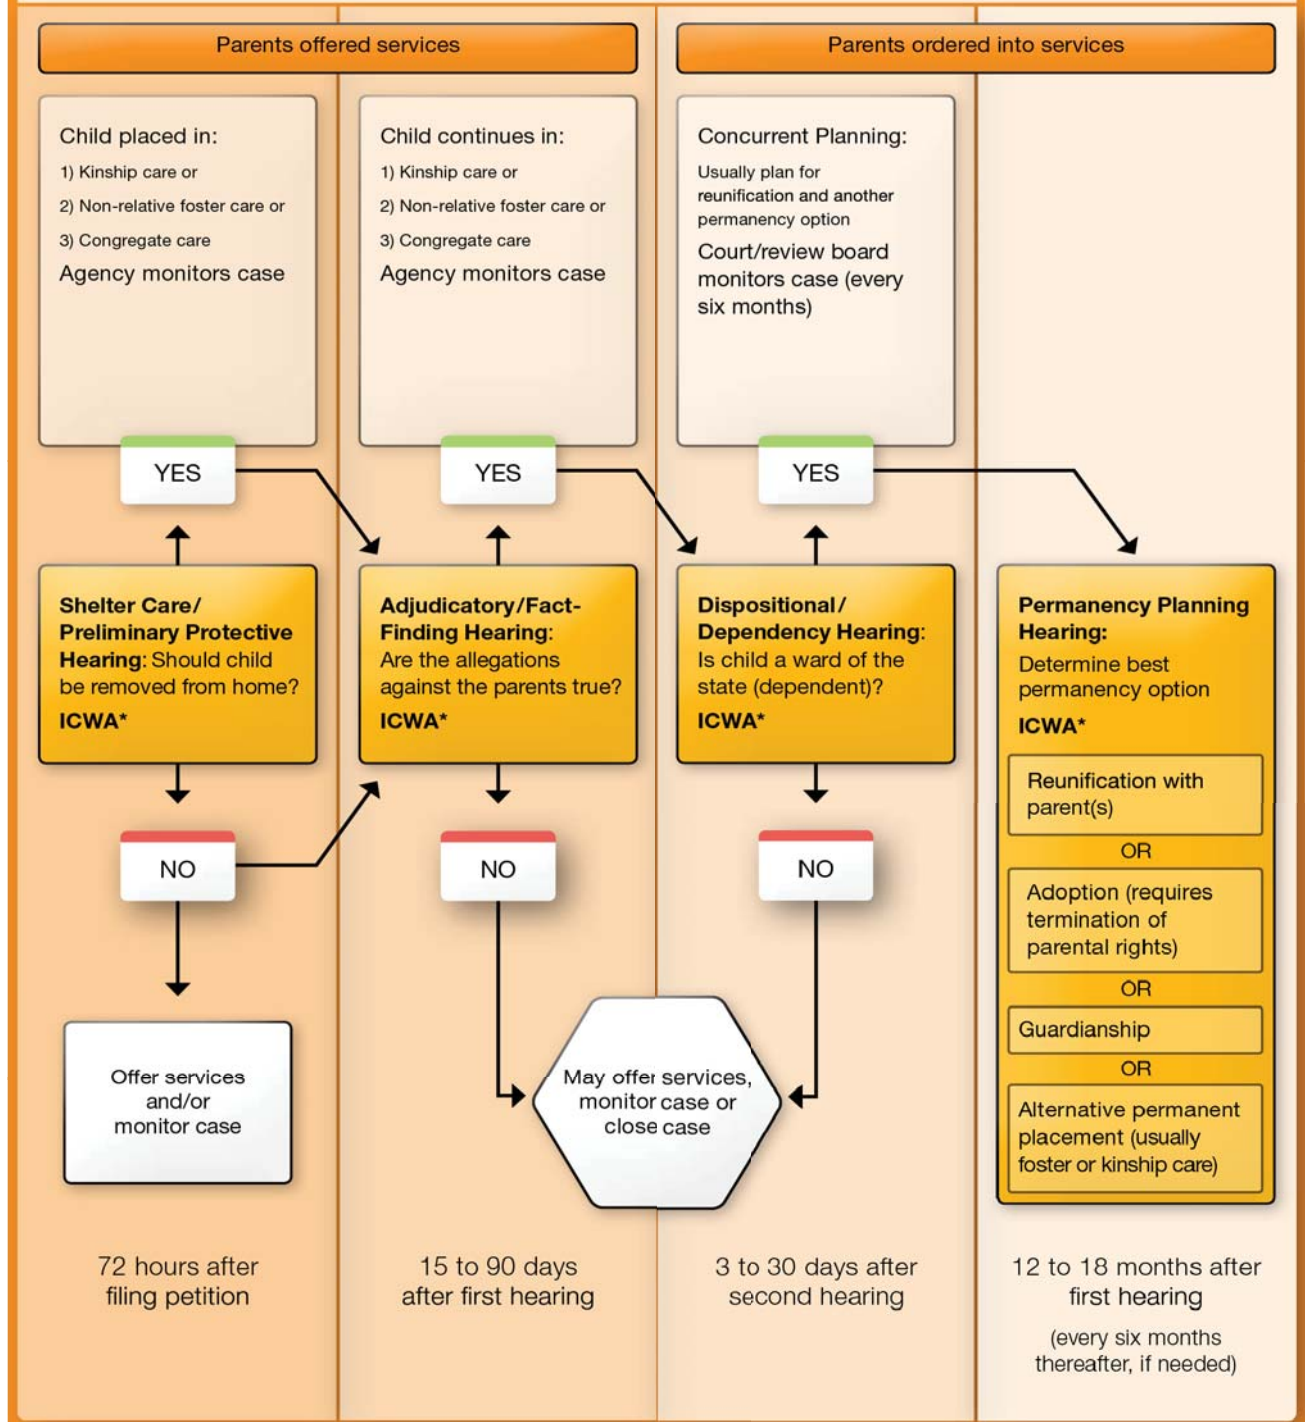 Parents offered services
Parents ordered into services
Child placed in:
1) Kinship care or
2) Non-relative foster care or
3) Congregate care
Agency monitors case
Child continues in:
1) Kinship care or
2) Non-relative foster care or
3) Congregate care
Agency monitors case
Concurrent Planning:
Usually plan for
reunification and another
permanency option
Court/review board
monitors case (every
six months)
YES
YES
YES
Shelter Care/
Preliminary Protective
Hearing: Should child
be removed from home?
ICWA*
Adjudicatory/Fact-
Finding Hearing:
Are the allegations
against the parents true?
ICWA*
Dispositional/
Dependency Hearing:
Is child a ward of the
state (dependent)?
ICWA*
Permanency Planning
Hearing:
Determine best
permanency option
ICWA*
Reunification with
parent(s)
OR
Adoption (requires
termination of
parental rights)
OR
Guardianship
OR
Alternative permanent
placement (usually
foster or kinship care)
NO
NO
NO
Offer services
and/or
monitor case
May offer services,
monitor case or
close case
72 hours after
filing petition
15 to 90 days
after first hearing
3 to 30 days after
second hearing
12 to 18 months after
first hearing
(every six months
thereafter, if needed)